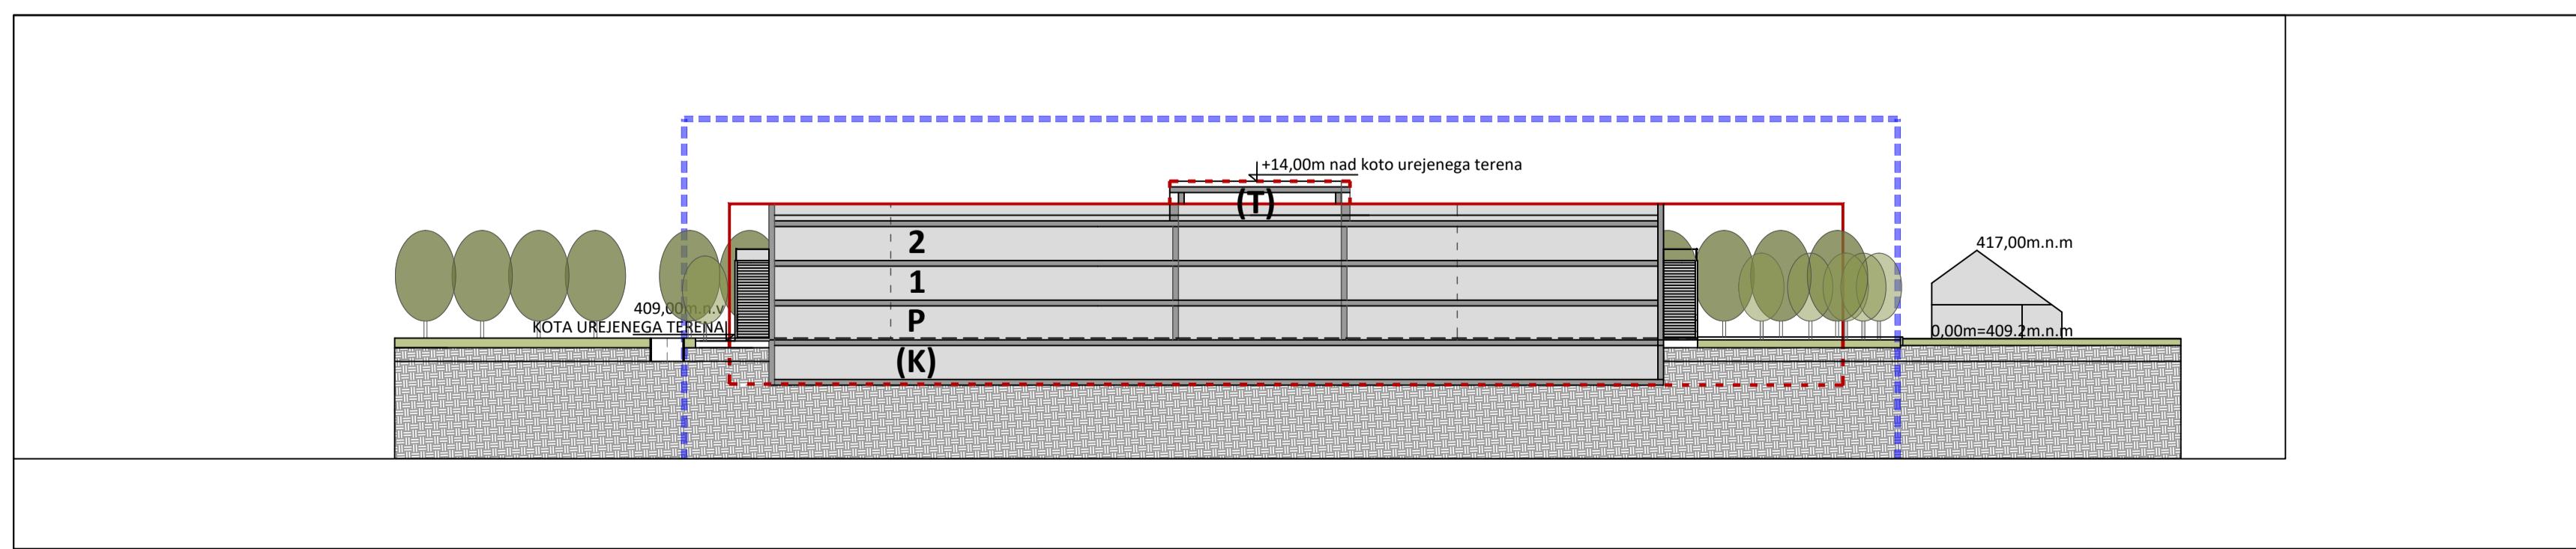 +14,00m nad koto urejenega terena
(T)
2
417,00m.n.m
1
409,00m.n.v
P
KOTA UREJENEGA TERENA
0,00m=409.2m.n.m
(K)